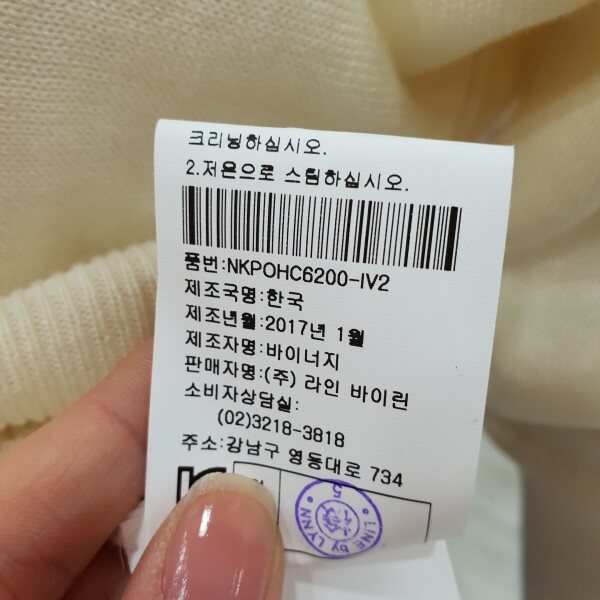 크리닝하십시오.
2.저온으로 스팀하십시오.
품번:NKPOHC6200-IV2
제조국명:한국
제조년월:2017년 1월
제조자명:바이너지
판매자명:(주) 라인 바이린
소비자상담실:
(02)3218-3818
주소:강남구 영동대로 734
LINE by LYNN